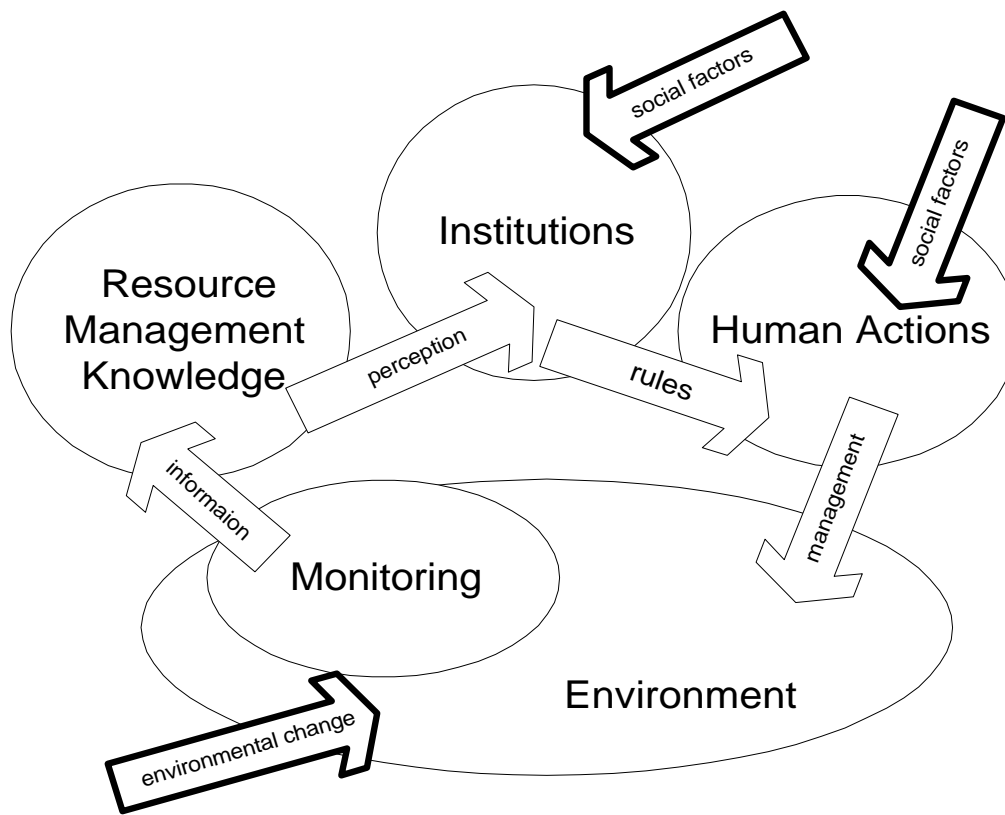 social factors
social factors
Institutions
Resource
Management
Knowledge
Human Actions
perception
rules
informaion
management
Monitoring
Environment
environmental change